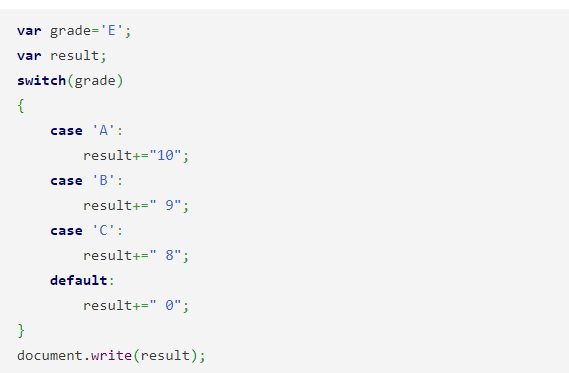 var grade='E';
var result;
switch(grade)
{
    case 'A':
        result+="10";
    case 'B':
        result+=" 9";
    case 'C':
        result+=" 8";
    default:
        result+=" 0";
}
document.write(result);